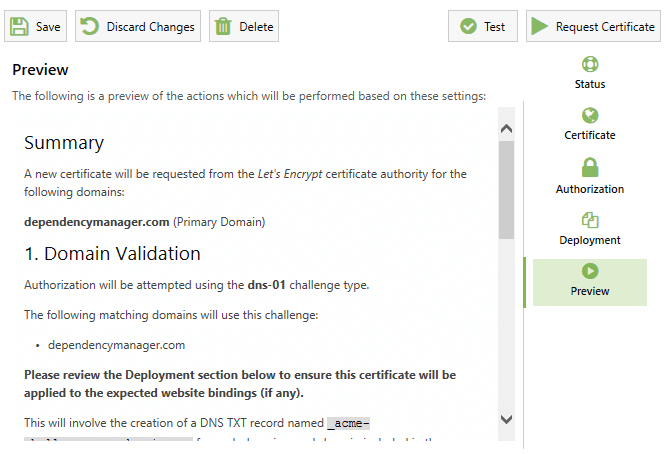 Save
Discard Changes
Delete
Test
Request Certificate
Preview
The following is a preview of the actions which will be performed based on these settings:
Summary
A new certificate will be requested from the Let's Encrypt certificate authority for the
following domains:
dependencymanager.com (Primary Domain)
1. Domain Validation
Authorization will be attempted using the dns-01 challenge type.
The following matching domains will use this challenge:
• dependencymanager.com
Please review the Deployment section below to ensure this certificate will be
applied to the expected website bindings (if any).
This will involve the creation of a DNS TXT record named _acme-
Status
Certificate
Authorization
Deployment
Preview